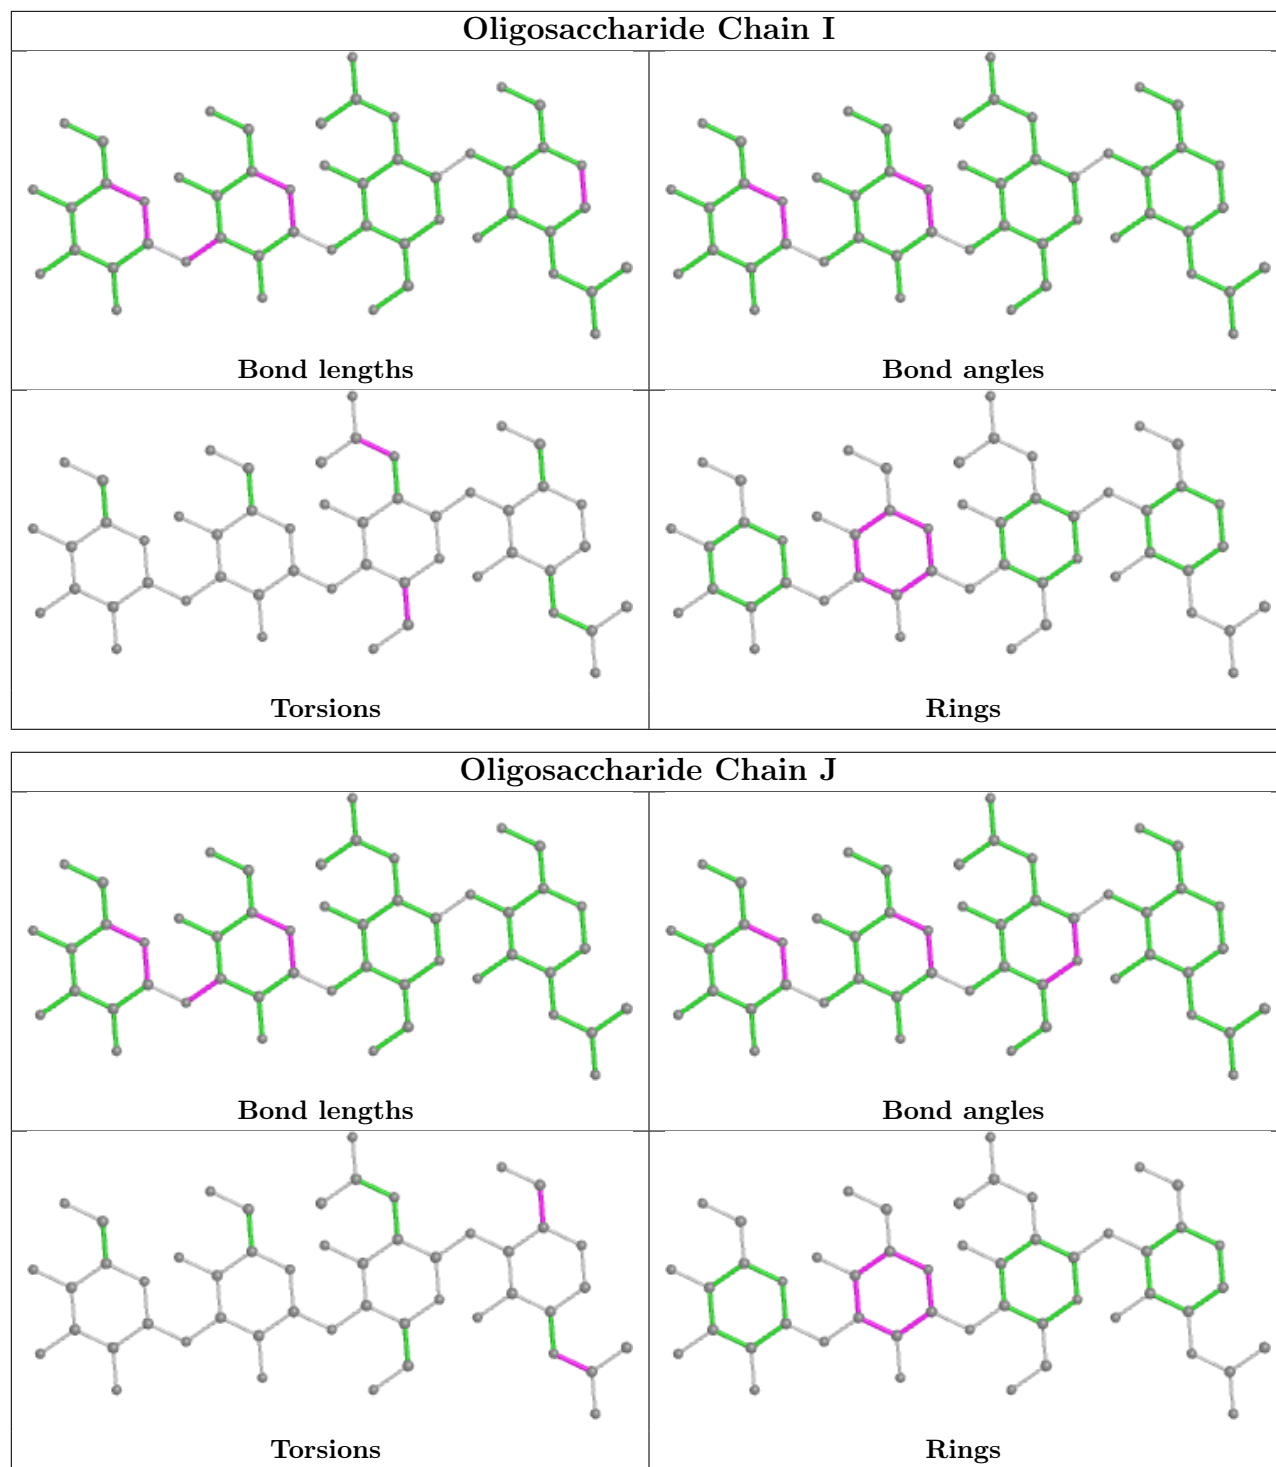 Oligosaccharide Chain I
Bond lengths
Bond angles
Torsions
Rings
Oligosaccharide Chain J
Bond lengths
Bond angles
Torsions
Rings